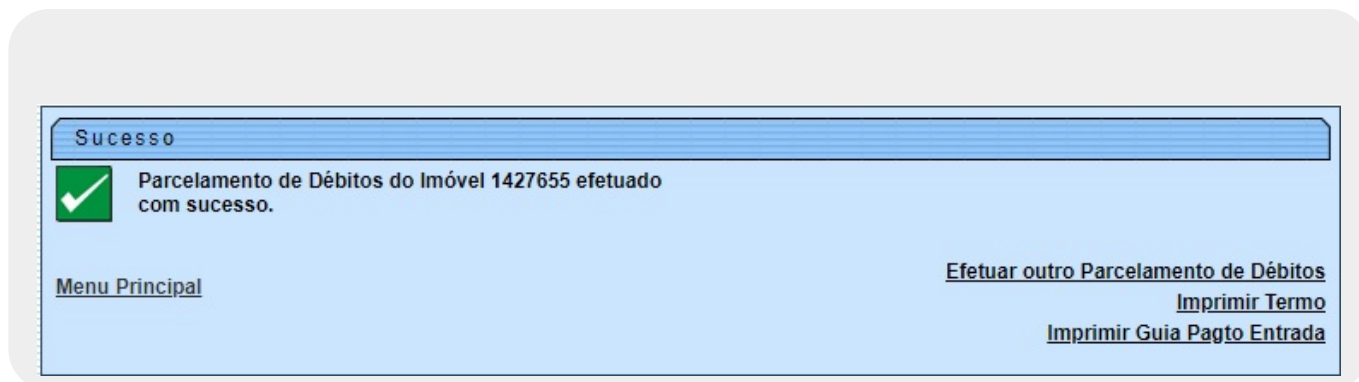 Sucesso
Parcelamento de Débitos do Imóvel 1427655 efetuado
com sucesso.
Menu Principal
Efetuar outro Parcelamento de Débitos
Imprimir Termo
Imprimir Guia Pagto Entrada